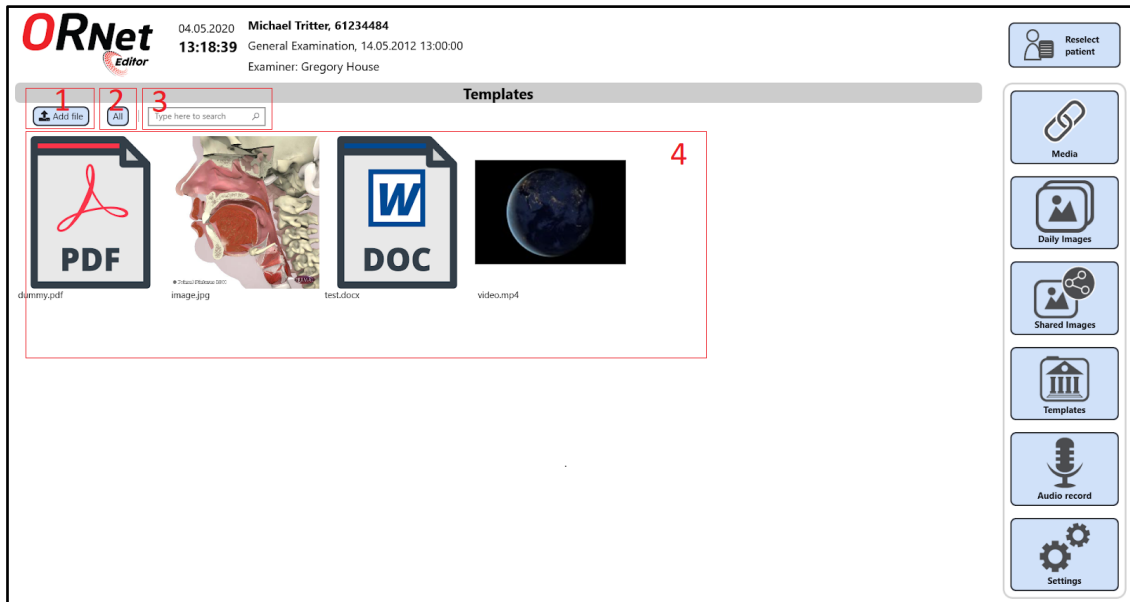 ORNet
Editor
04.05.2020
13:18:39
Michael Tritter, 61234484
General Examination, 14.05.2012 13:00:00
Examiner: Gregory House
Reselect
patient
Templates
1
2
3
Add file
All
Type here to search
4
PDF
DOC
W
dummy.pdf
image.jpg
test.docx
video.mp4
Media
Daily Images
Shared Images
Templates
Audio record
Settings